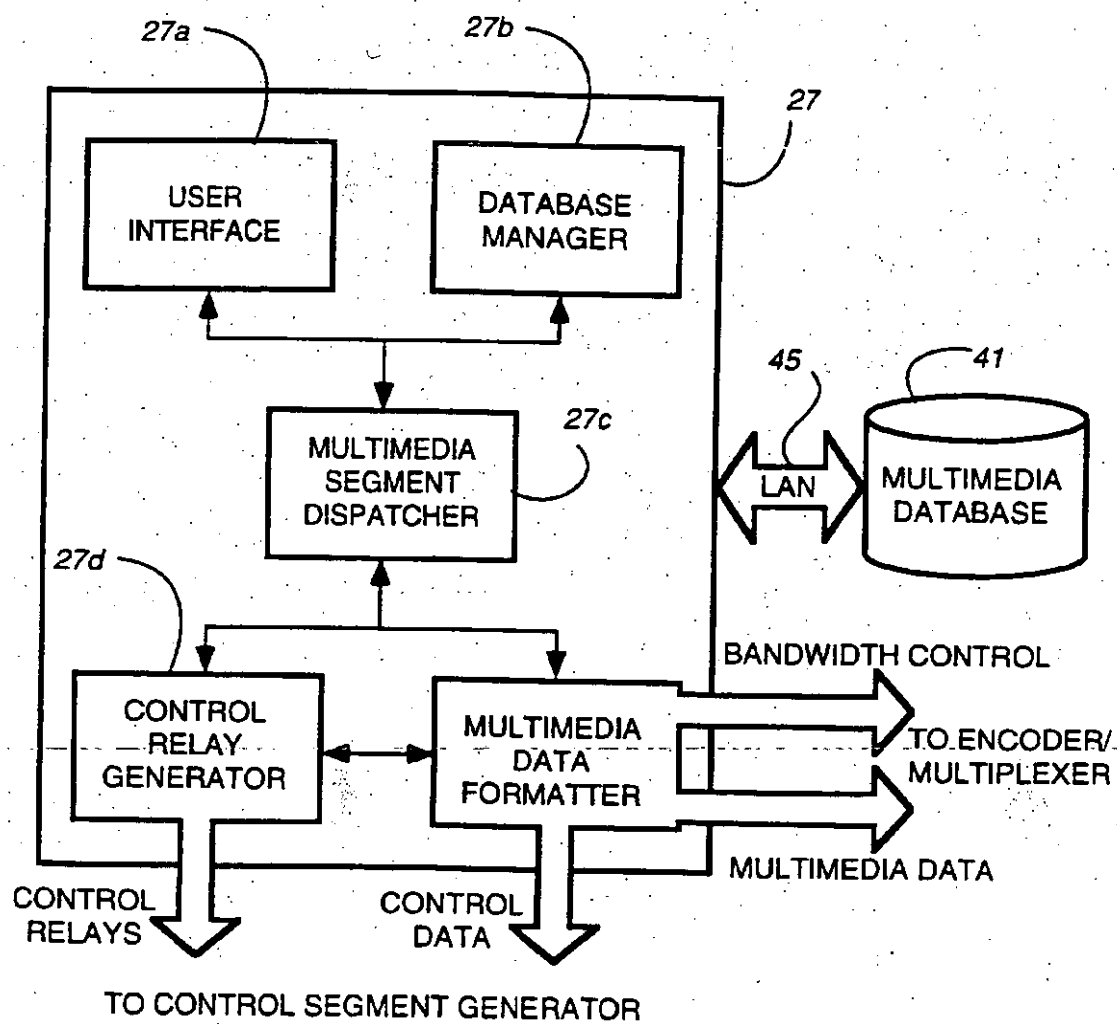 27a
27b
27
USER
INTERFACE
DATABASE
MANAGER
45
41
27c
MULTIMEDIA
SEGMENT
DISPATCHER
LAN
MULTIMEDIA
DATABASE
27d
BANDWIDTH CONTROL
CONTROL
RELAY
GENERATOR
MULTIMEDIA
DATA
FORMATTER
TO ENCODER/
MULTIPLEXER
MULTIMEDIA DATA
CONTROL
RELAYS
CONTROL
DATA
TO CONTROL SEGMENT GENERATOR